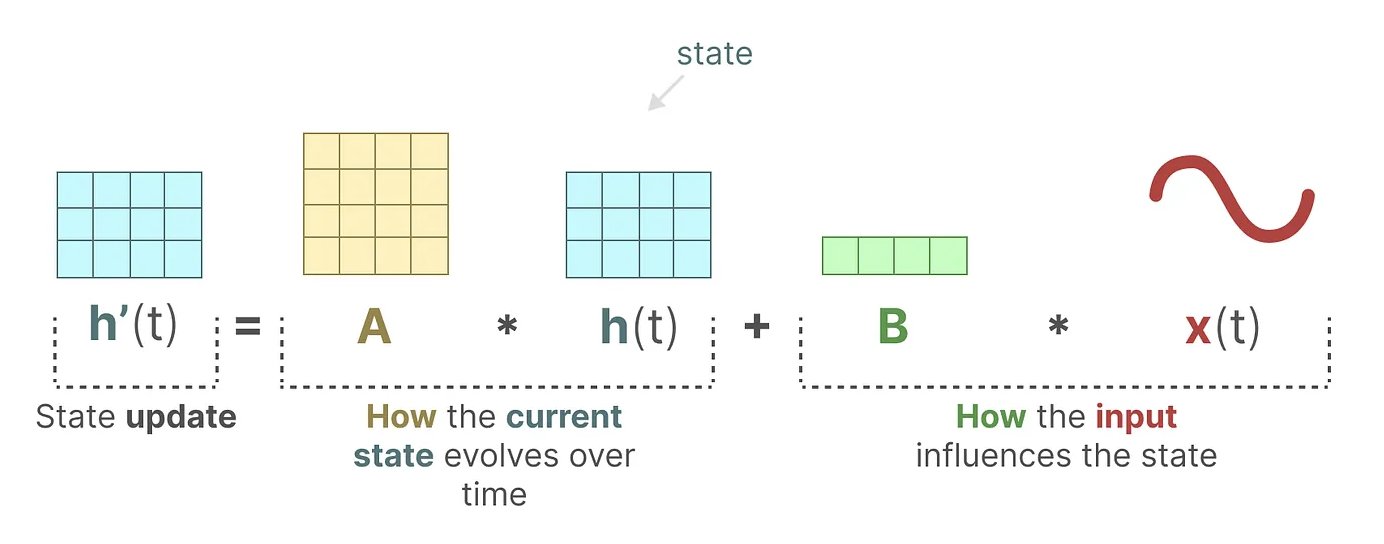 state
h’(t) = A * h(t) + B * x(t)
State update
How the current
state evolves over
time
How the input
influences the state